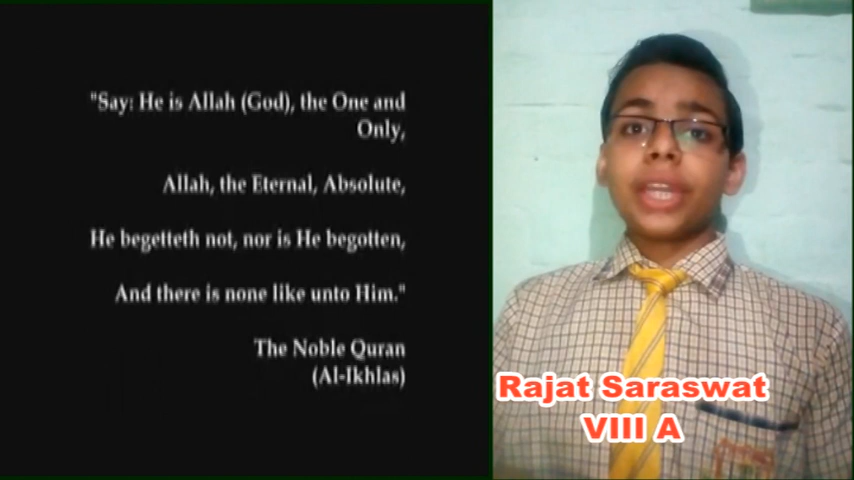 "Say: He is Allah (God), the One and
Only,
Allah, the Eternal, Absolute,
He begetteth not, nor is He begotten,
And there is none like unto Him."
The Noble Quran
(Al-Ikhlas)
Rajat Saraswat
VIII A